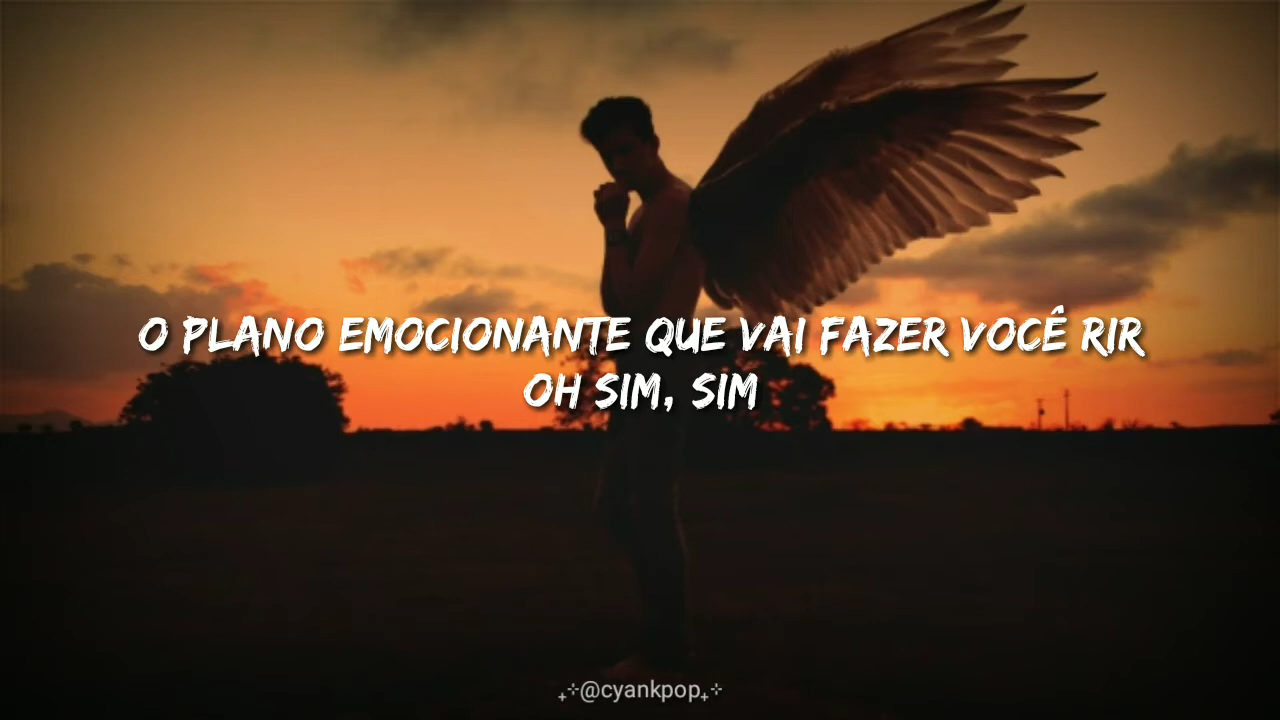 O PLANO EMOCIONANTE QUE VAI FAZER VOCÊ RIR
OH SIM, SIM
₊⊹@cyankpop₊⊹